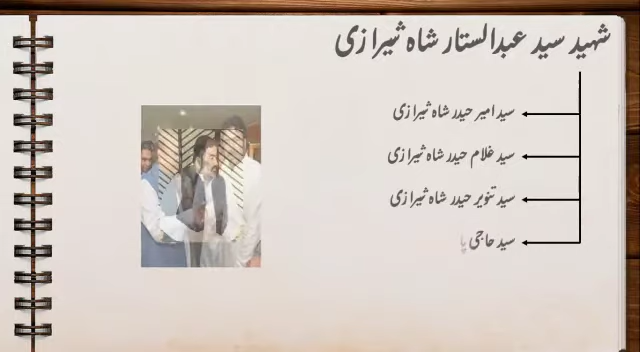 شہید سید عبدالستار شاہ شیرازی
سید امیر حیدر شاہ شیرازی
سید غلام حیدر شاہ شیرازی
سید تنویر حیدر شاہ شیرازی
سید حاجی پا